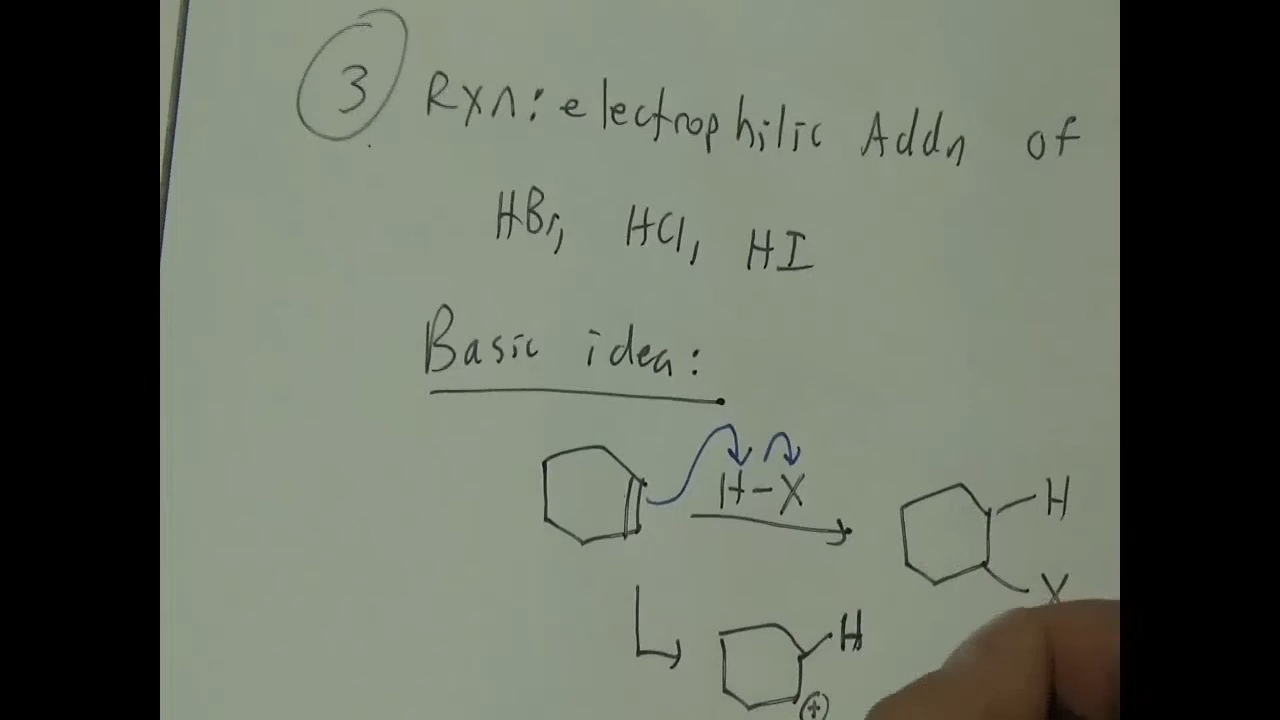 3 Rxn: electrophilic Addn of
HBr, HCl, HI
Basic idea:
H-X
H
X
H
+